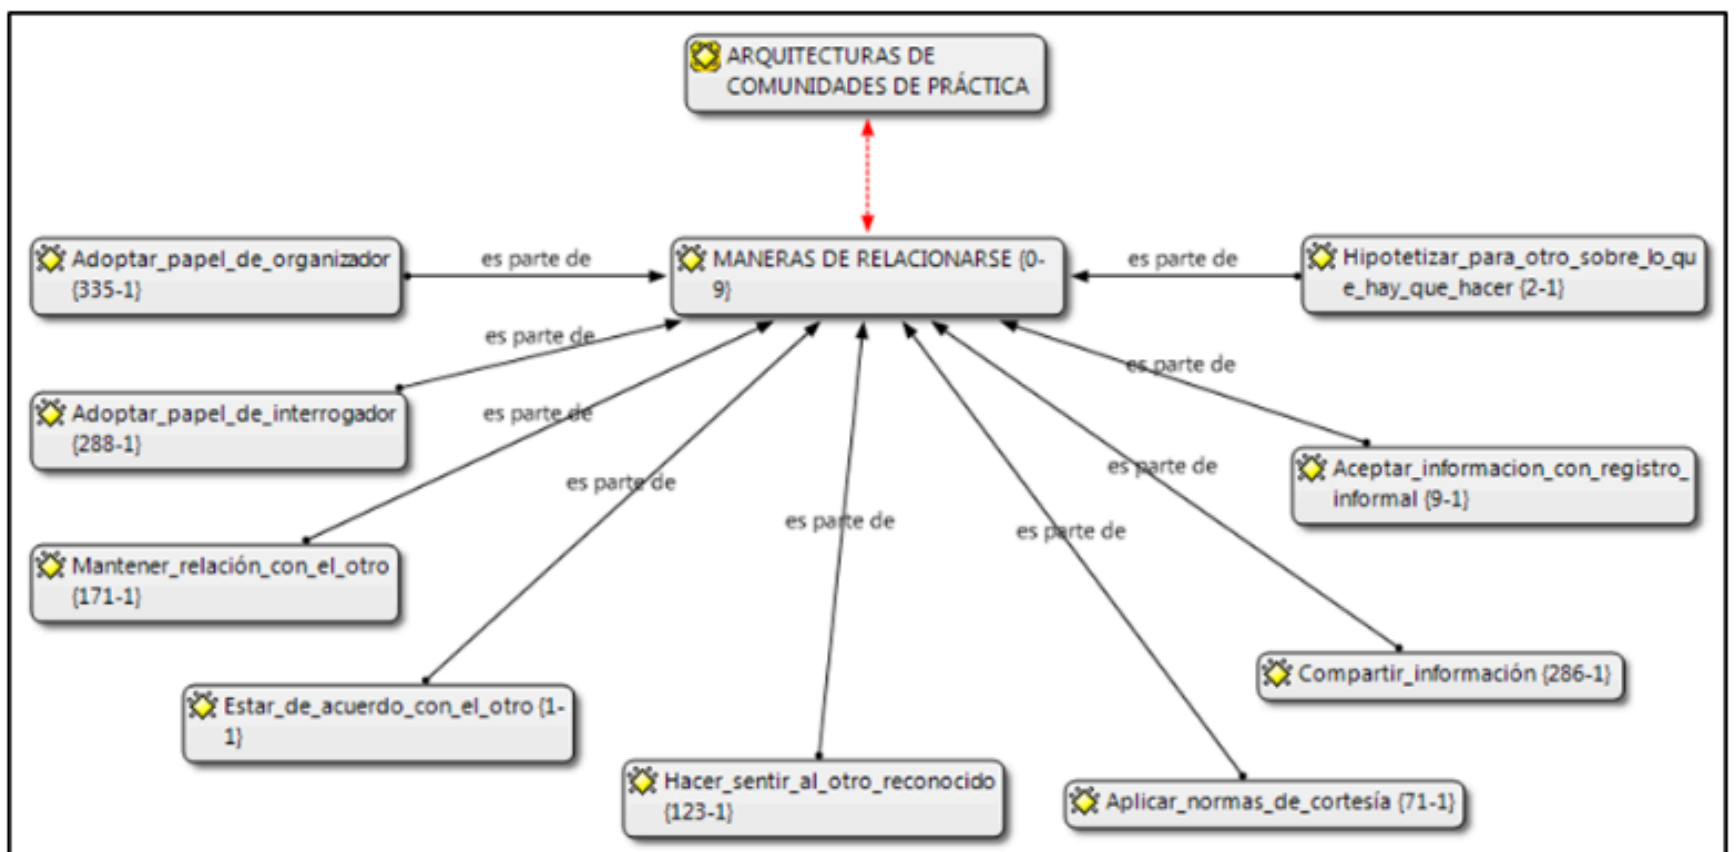 ARQUITECTURAS DE
COMUNIDADES DE PRÁCTICA
Adoptar_papel_de_organizador
{335-1}
es parte de
MANERAS DE RELACIONARSE {0-
9}
es parte de
Hipotetizar_para_otro_sobre_lo_qu
e_hay_que_hacer {2-1}
es parte de
es parte de
Adoptar_papel_de_interrogador
{288-1}
es parte de
es parte de
es parte de
Aceptar_informacion_con_registro_
informal {9-1}
es parte de
es parte de
Mantener_relación_con_el_otro
{171-1}
Compartir_información {286-1}
Estar_de_acuerdo_con_el_otro {1-
1}
Hacer_sentir_al_otro_reconocido
{123-1}
Aplicar_normas_de_cortesía {71-1}